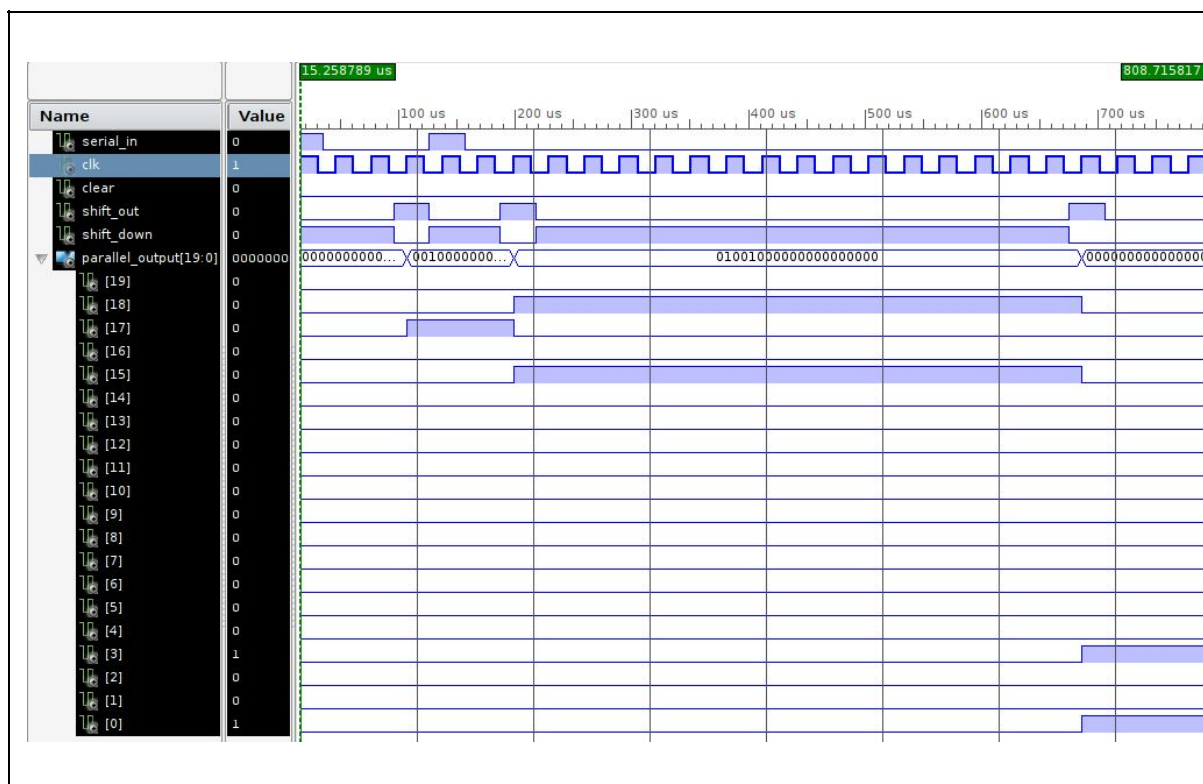 15.258789 us 808.715817
100 us 200 us 300 us 400 us 500 us 600 us 700 us
Name Value
serial_in 0
clk 1
clear 0
shift_out 0
shift_down 0
parallel_output[19:0] 0000000 0000000000... 0010000000... 01001000000000000000
[19] 0
[18] 0
[17] 0
[16] 0
[15] 0
[14] 0
[13] 0
[12] 0
[11] 0
[10] 0
[9] 0
[8] 0
[7] 0
[6] 0
[5] 0
[4] 0
[3] 1
[2] 0
[1] 0
[0] 1